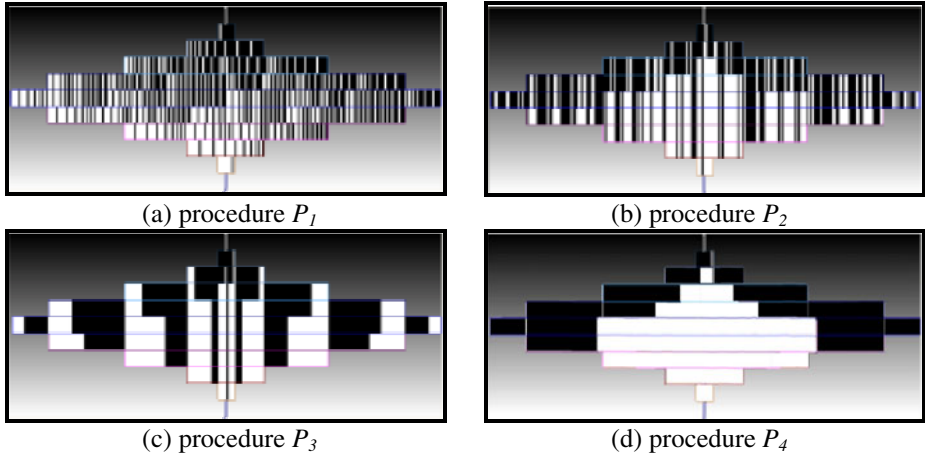 (a) procedure P₁
(b) procedure P₂
(c) procedure P₃
(d) procedure P₄